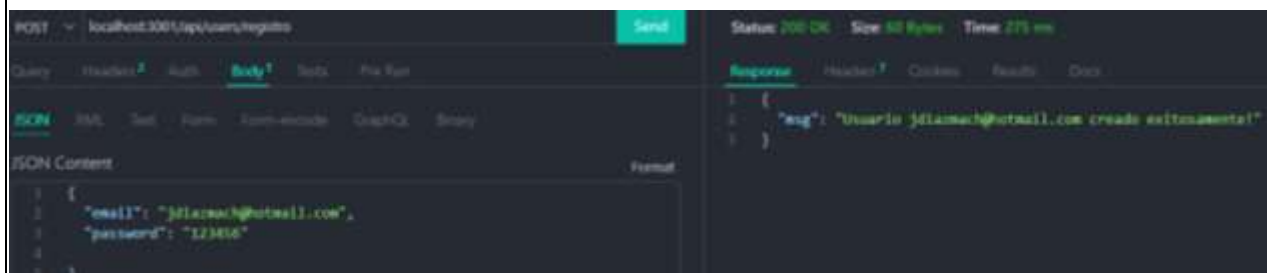 POST localhost:3001/api/users/registro Send
Status: 200 OK Size: 60 Bytes Time: 275 ms
Query Headers 2 Auth Body 1 Tests Pre Run
Response Headers 7 Cookies Results Docs
JSON XML Text Form Form-encode GraphQL Binary
JSON Content Format
1 {
2 "email": "jdiazmach@hotmail.com",
3 "password": "123456"
4
5 }
1 {
2 "msg": "Usuario jdiazmach@hotmail.com creado exitosamente!"
3 }